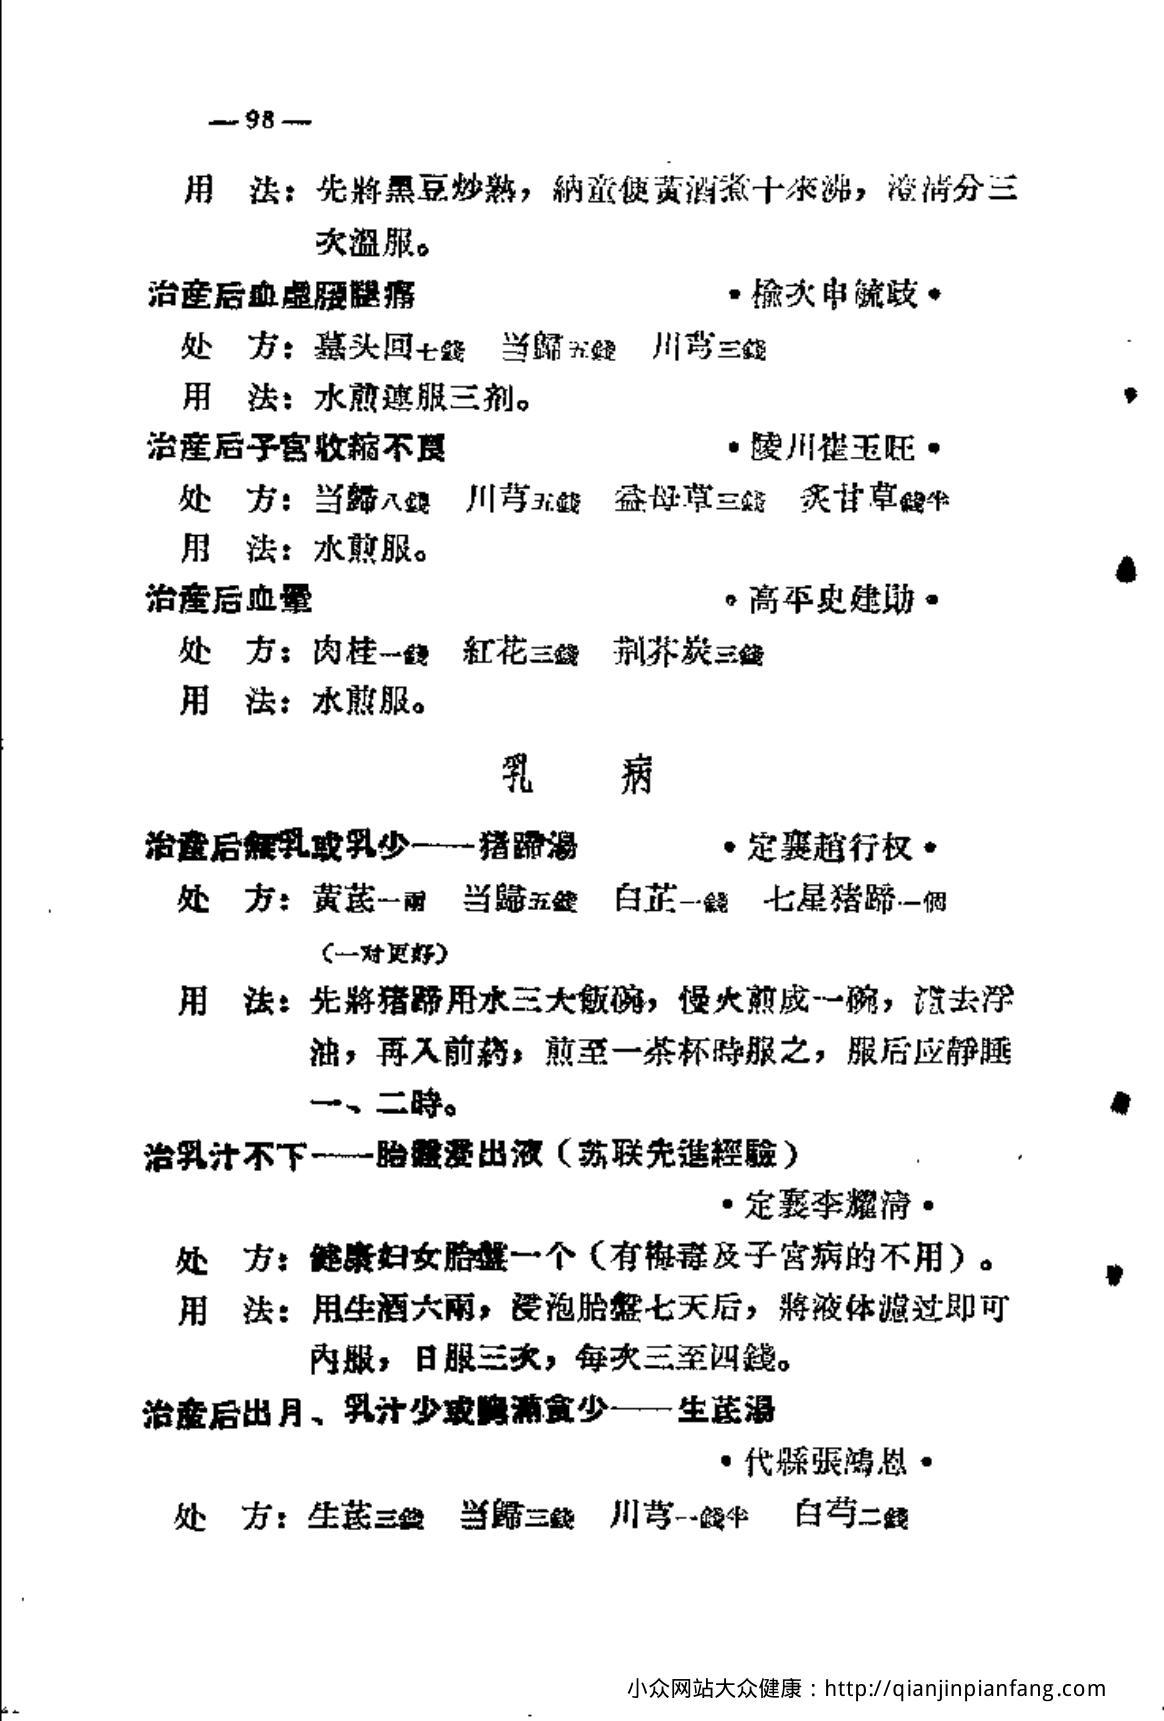 —98—
用 法：先將黑豆炒熟，納童便黃酒煮十來沸，澄清分三
次溫服。
治産后血虛腰腿痛 •榆次申毓歧•
处 方：墓头回七錢 当歸五錢 川芎三錢
用 法：水煎連服三剂。
治産后子宮收縮不良 •陵川崔玉旺•
处 方：当歸八錢 川芎五錢 益母草三錢 炙甘草錢半
用 法：水煎服。
治産后血暈 •高平史建勛•
处 方：肉桂一錢 紅花三錢 荆芥炭三錢
用 法：水煎服。
乳 病
治産后無乳或乳少——猪蹄湯 •定襄趙行权•
处 方：黄芪一兩 当歸五錢 白芷一錢 七星猪蹄一個
（一对更好）
用 法：先將猪蹄用水三大飯碗，慢火煎成一碗，濾去浮
油，再入前葯，煎至一茶杯時服之，服后应靜睡
一、二時。
治乳汁不下——胎盤浸出液（苏联先進經驗）
•定襄李耀清•
处 方：健康妇女胎盤一个（有梅毒及子宮病的不用）。
用 法：用生酒六兩，浸泡胎盤七天后，將液体濾过即可
内服，日服三次，每次三至四錢。
治産后出月、乳汁少或胸滿食少——生芪湯
•代縣張鴻恩•
处 方：生芪三錢 当歸三錢 川芎一錢半 白芍二錢
小众网站大众健康：http://qianjinpianfang.com